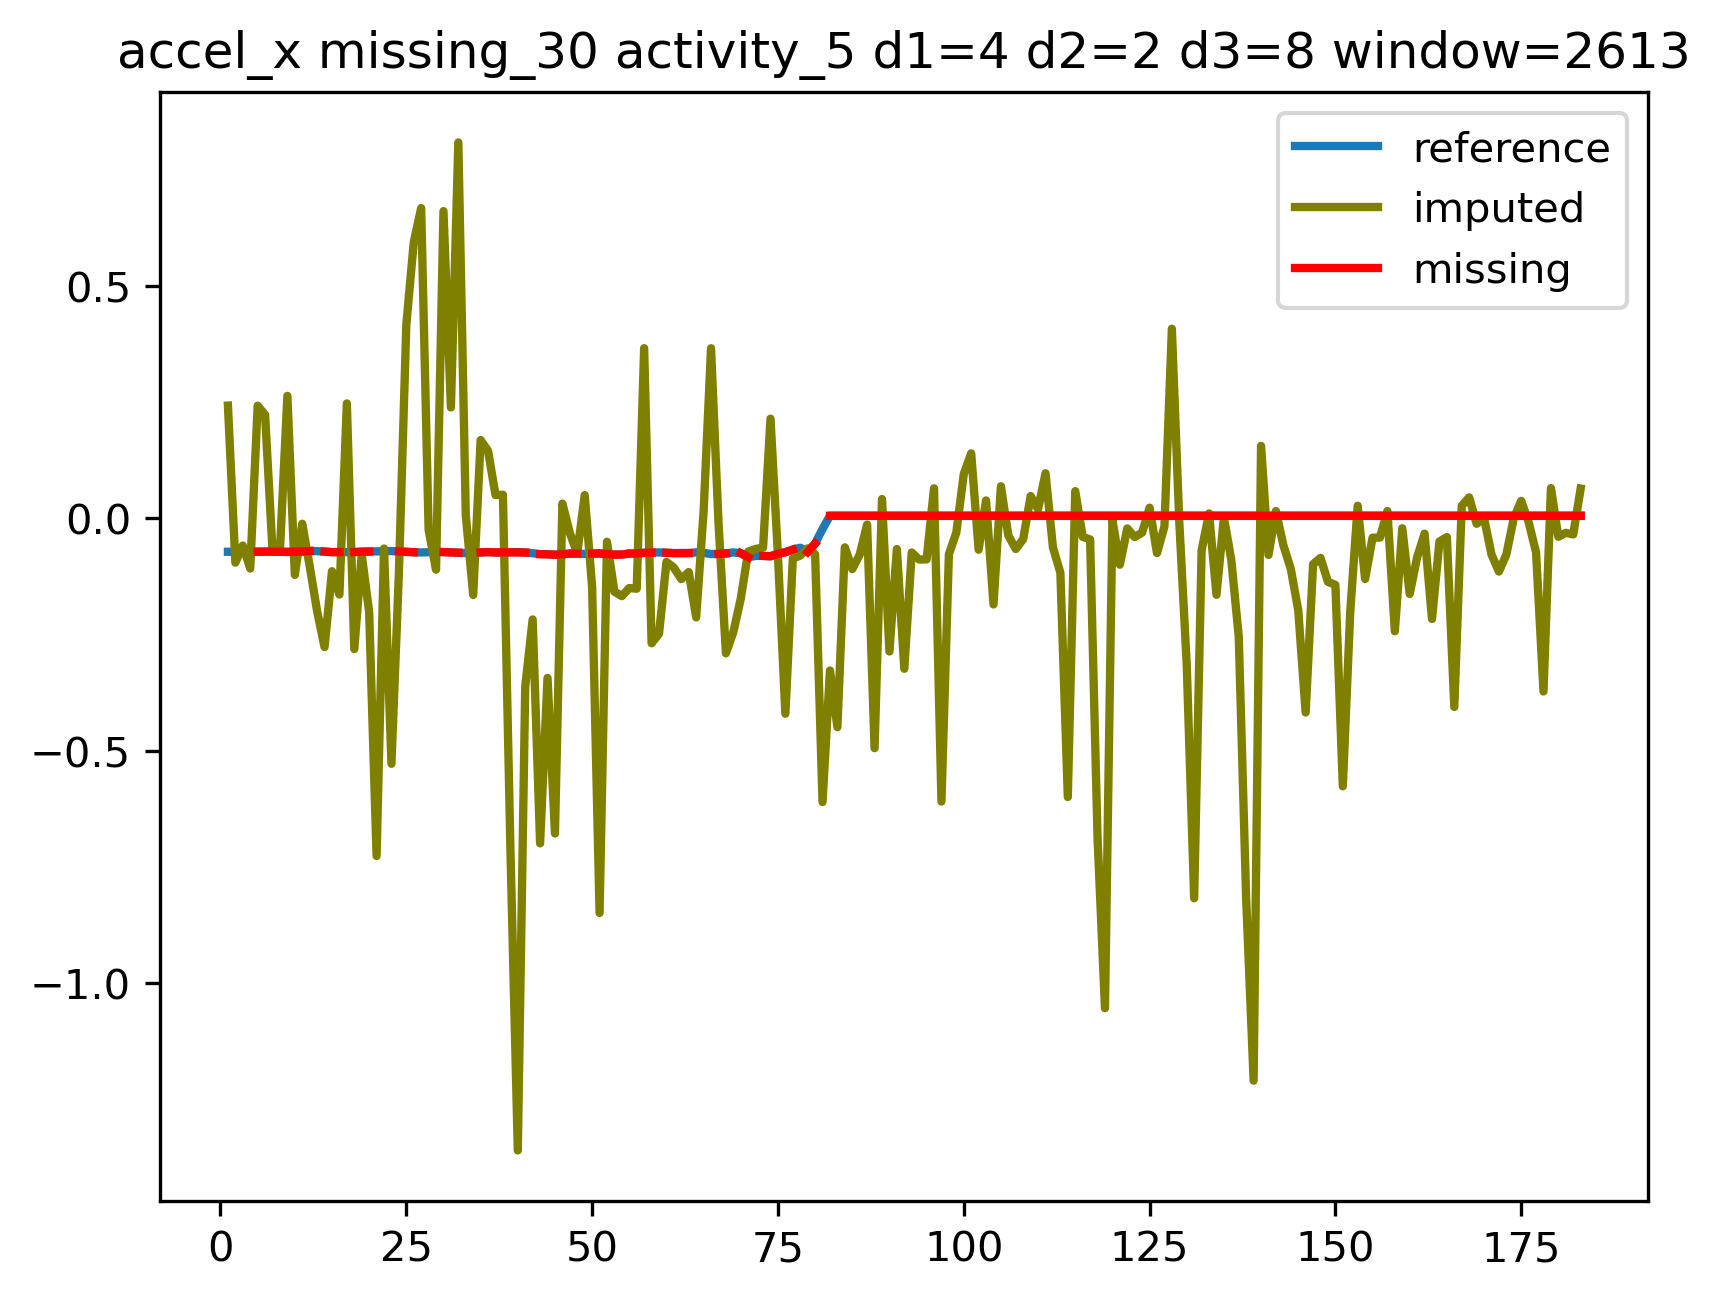 accel_x missing_30 activity_5 d1=4 d2=2 d3=8 window=2613
reference
imputed
missing
0.5
0.0
−0.5
−1.0
0 25 50 75 100 125 150 175